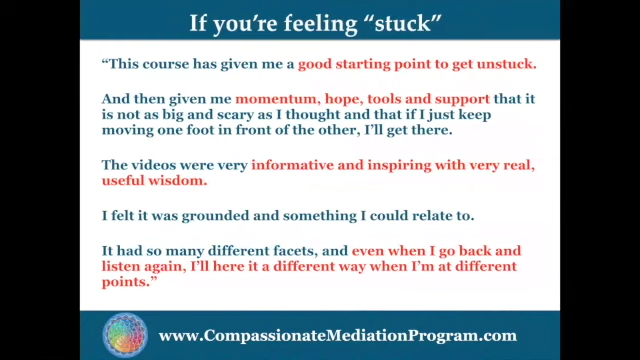 If you're feeling “stuck”
“This course has given me a good starting point to get unstuck.
And then given me momentum, hope, tools and support that it
is not as big and scary as I thought and that if I just keep
moving one foot in front of the other, I'll get there.
The videos were very informative and inspiring with very real,
useful wisdom.
I felt it was grounded and something I could relate to.
It had so many different facets, and even when I go back and
listen again, I'll here it a different way when I'm at different
points.”
www.CompassionateMediationProgram.com